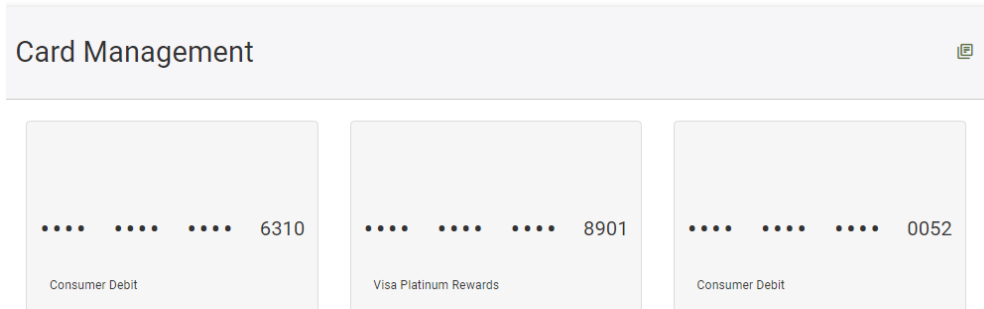 Card Management
•••• •••• •••• 6310
Consumer Debit
•••• •••• •••• 8901
Visa Platinum Rewards
•••• •••• •••• 0052
Consumer Debit